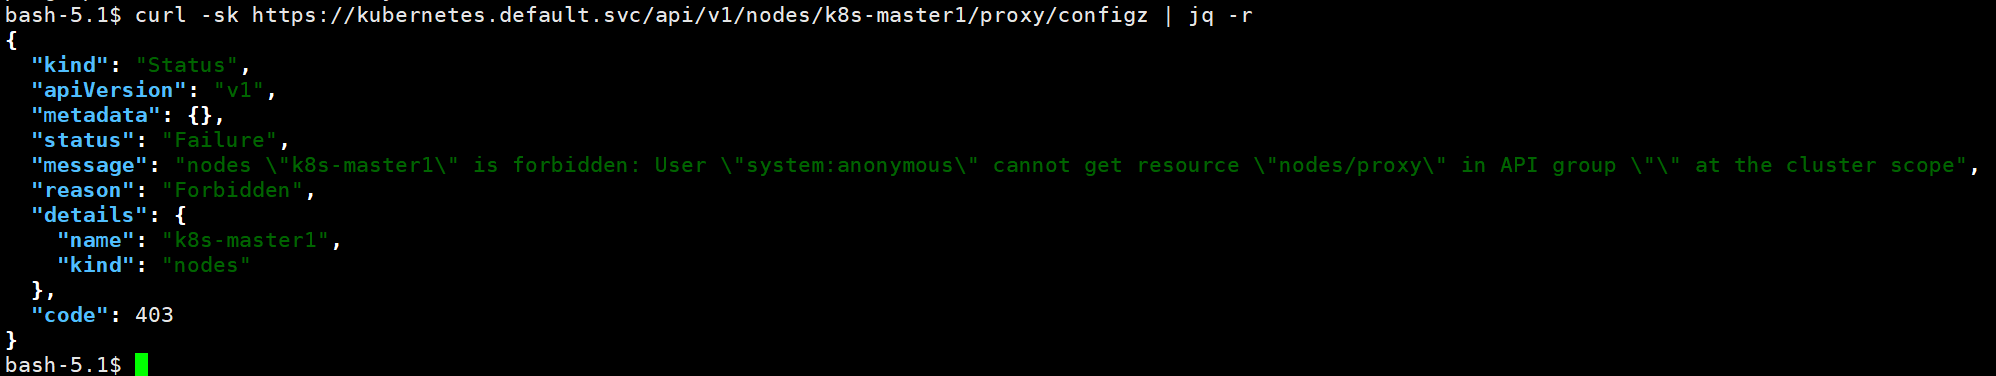 bash-5.1$ curl -sk https://kubernetes.default.svc/api/v1/nodes/k8s-master1/proxy/configz | jq -r
{
  "kind": "Status",
  "apiVersion": "v1",
  "metadata": {},
  "status": "Failure",
  "message": "nodes \"k8s-master1\" is forbidden: User \"system:anonymous\" cannot get resource \"nodes/proxy\" in API group \"\" at the cluster scope",
  "reason": "Forbidden",
  "details": {
    "name": "k8s-master1",
    "kind": "nodes"
  },
  "code": 403
}
bash-5.1$